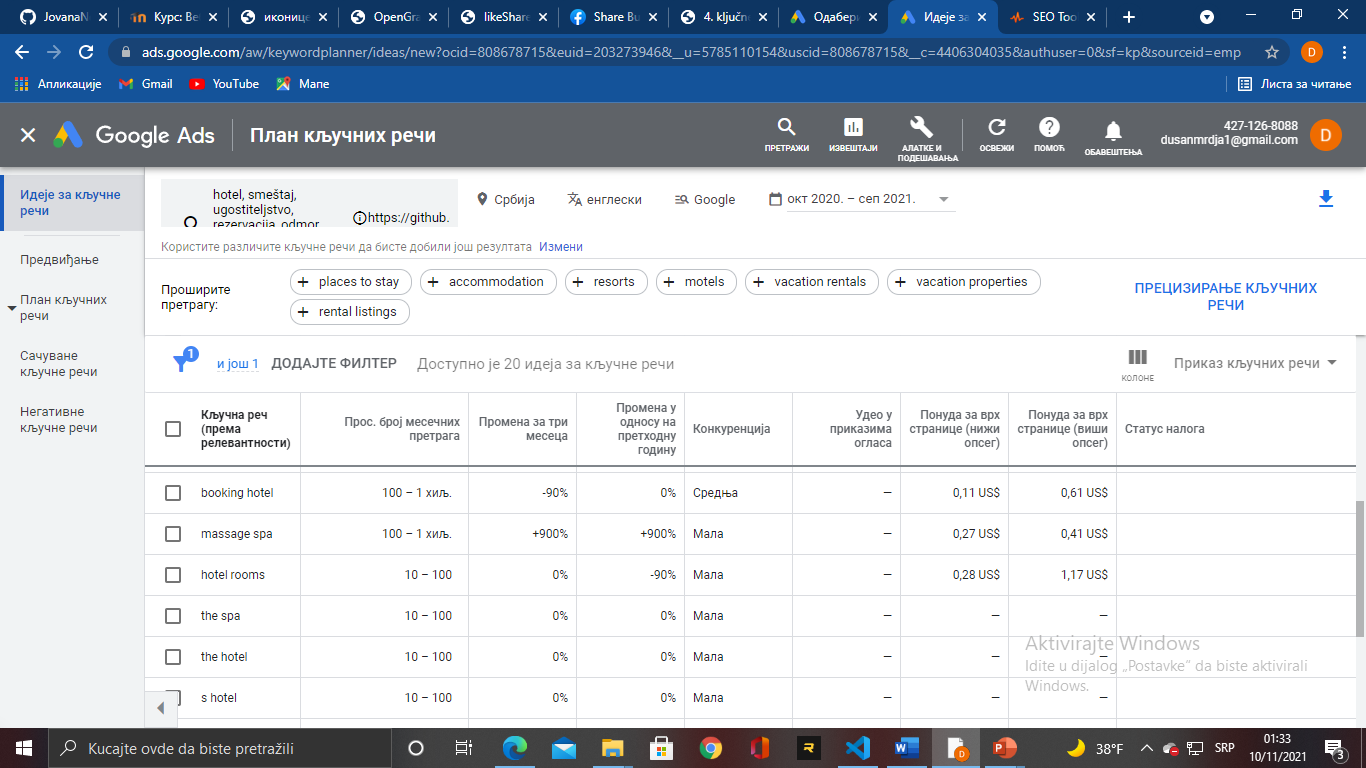 JovanaN
Курс: Ве
иконице
OpenGra
likeShare
Share Bu
4. кључн
Одабери
Идеје за
SEO Too
ads.google.com/aw/keywordplanner/ideas/new?ocid=808678715&euid=203273946&__u=5785110154&uscid=808678715&__c=4406304035&authuser=0&sf=kp&sourceid=emp
D
Апликације
Gmail
YouTube
Мапе
Листа за читање
Google Ads
План кључних речи
ПРЕТРАЖИ
ИЗВЕШТАЈИ
АЛАТКЕ И
ПОДЕШАВАЊА
ОСВЕЖИ
ПОМОЋ
ОБАВЕШТЕЊА
427-126-8088
dusanmrdja1@gmail.com
D
Идеје за кључне
речи
Предвиђање
План кључних
речи
Сачуване
кључне речи
Негативне
кључне речи
hotel, smeštaj,
ugostiteljstvo,
rezervacija, odmor
https://github.
Србија
енглески
Google
окт 2020. – сеп 2021.
Користите различите кључне речи да бисте добили још резултата Измени
Проширите
претрагу:
+ places to stay
+ accommodation
+ resorts
+ motels
+ vacation rentals
+ vacation properties
+ rental listings
ПРЕЦИЗИРАЊЕ КЉУЧНИХ
РЕЧИ
1
и још 1
ДОДАЈТЕ ФИЛТЕР
Доступно је 20 идеја за кључне речи
КОЛОНЕ
Приказ кључних речи
Кључна реч
(према
релевантности)
Прос. број месечних
претрага
Промена за три
месеца
Промена у
односу на
претходну
годину
Конкуренција
Удео у
приказима
огласа
Понуда за врх
странице (нижи
опсег)
Понуда за врх
странице (виши
опсег)
Статус налога
booking hotel 100 – 1 хиљ. -90% 0% Средња – 0,11 US$ 0,61 US$
massage spa 100 – 1 хиљ. +900% +900% Мала – 0,27 US$ 0,41 US$
hotel rooms 10 – 100 0% -90% Мала – 0,28 US$ 1,17 US$
the spa 10 – 100 0% 0% Мала – – –
the hotel 10 – 100 0% 0% Мала – – –
s hotel 10 – 100 0% 0% Мала – – –
Aktivirajte Windows
Idite u dijalog „Postavke“ da biste aktivirali
Windows.
Kucajte ovde da biste pretražili
38°F
SRP
01:33
10/11/2021
3